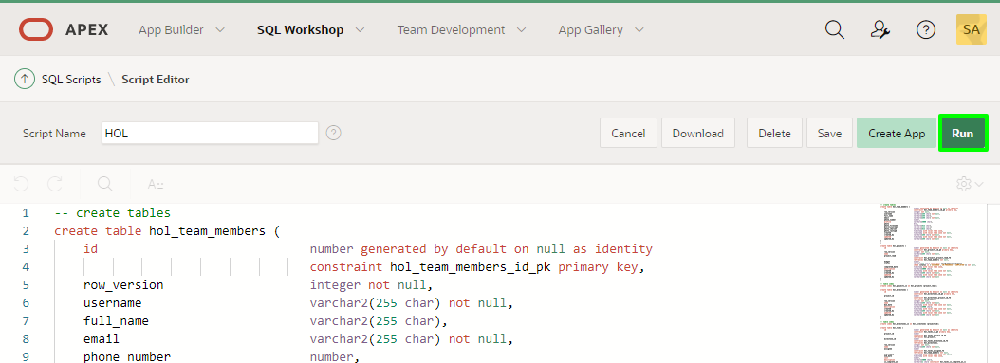 APEX App Builder SQL Workshop Team Development App Gallery SA
SQL Scripts \ Script Editor
Script Name HOL ? Cancel Download Delete Save Create App Run
A::
1 -- create tables
2 create table hol_team_members (
3 id number generated by default on null as identity
4 constraint hol_team_members_id_pk primary key,
5 row_version integer not null,
6 username varchar2(255 char) not null,
7 full_name varchar2(255 char),
8 email varchar2(255 char) not null,
9 phone_number number,